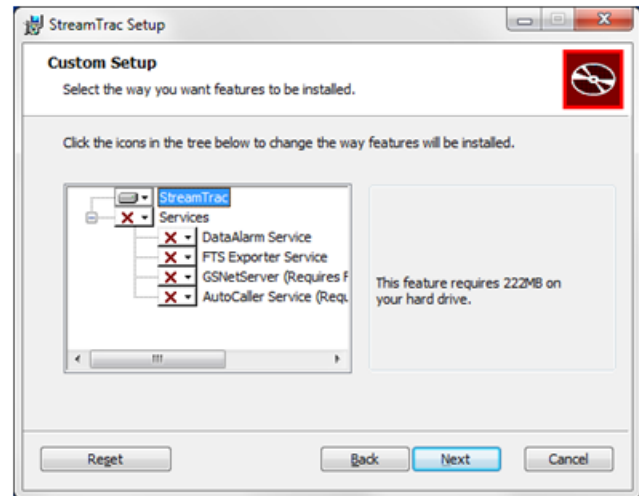 StreamTrac Setup
Custom Setup
Select the way you want features to be installed.
Click the icons in the tree below to change the way features will be installed.
StreamTrac
Services
DataAlarm Service
FTS Exporter Service
GSNetServer (Requires F
AutoCaller Service (Requ
This feature requires 222MB on
your hard drive.
Reset
Back
Next
Cancel